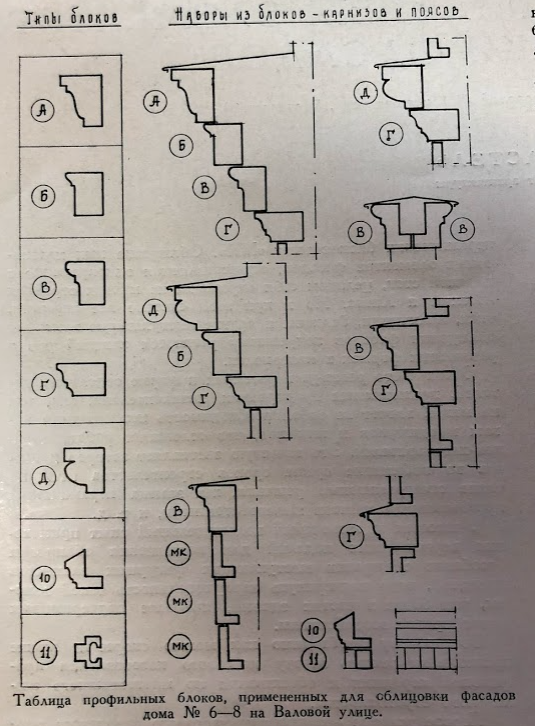 Типы блоков
Наборы из блоков - карнизов и поясов
А
Б
В
Г
Д
10
11
А
Б
В
Г
Д
Б
Г
В
МК
МК
МК
Д
Г
В
В
В
Г
Г
10
11
Таблица профильных блоков, примененных для облицовки фасадов
дома № 6—8 на Валовой улице.